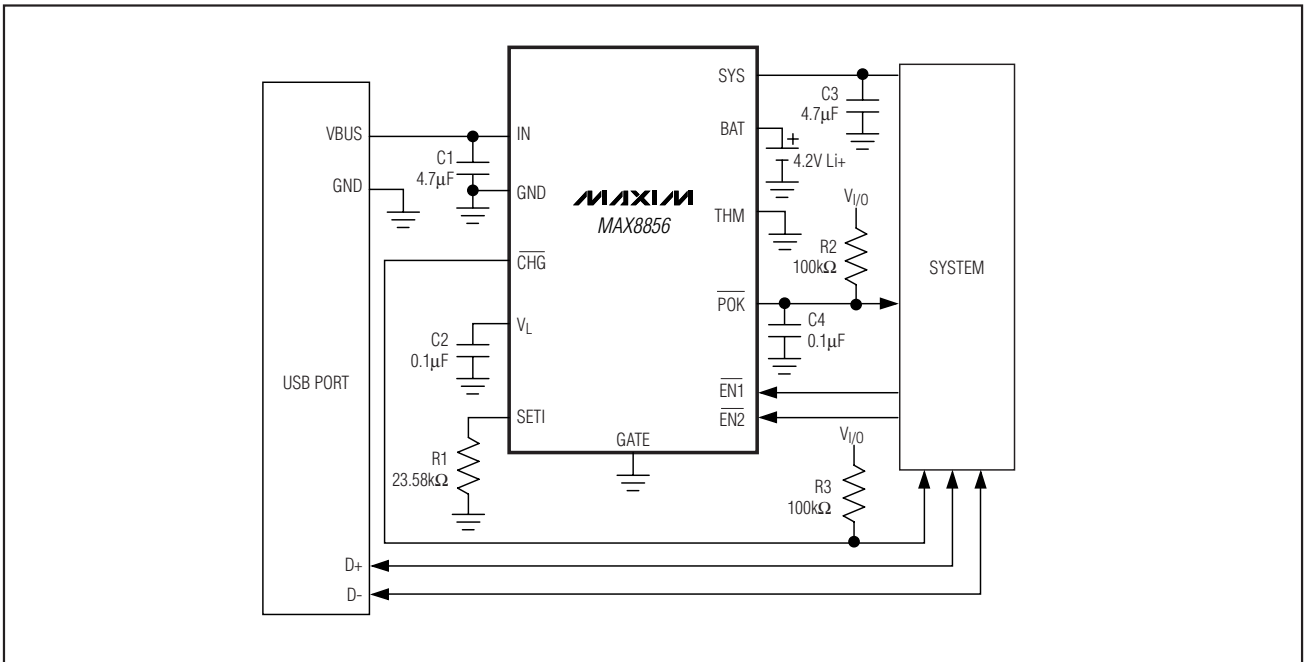 USB PORT
VBUS
GND
D+
D-
C1
4.7μF
C2
0.1μF
R1
23.58kΩ
IN
GND
CHG
VL
SETI
MAXIM
MAX8856
GATE
SYS
BAT
THM
POK
EN1
EN2
C3
4.7μF
+
4.2V Li+
VI/O
R2
100kΩ
C4
0.1μF
VI/O
R3
100kΩ
SYSTEM